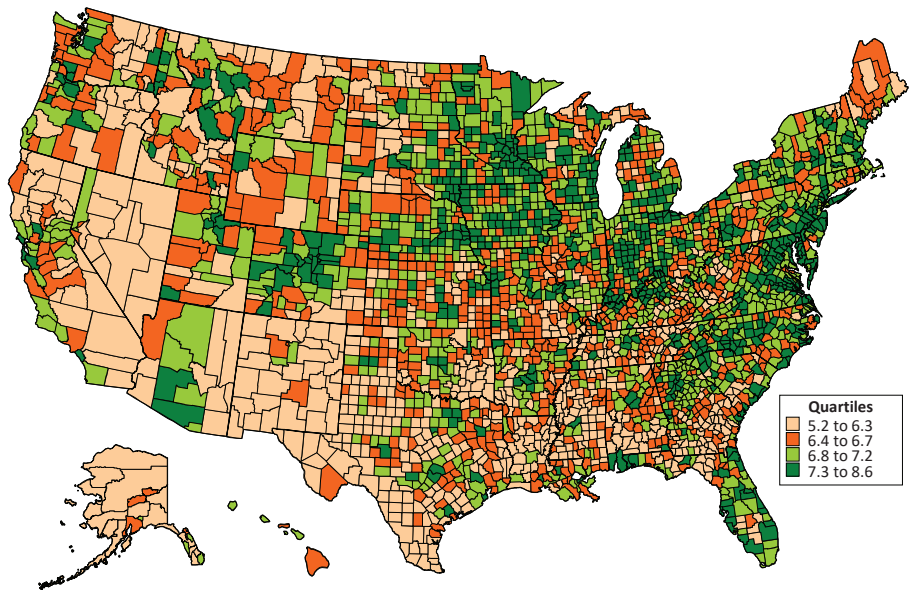 Quartiles
5.2 to 6.3
6.4 to 6.7
6.8 to 7.2
7.3 to 8.6